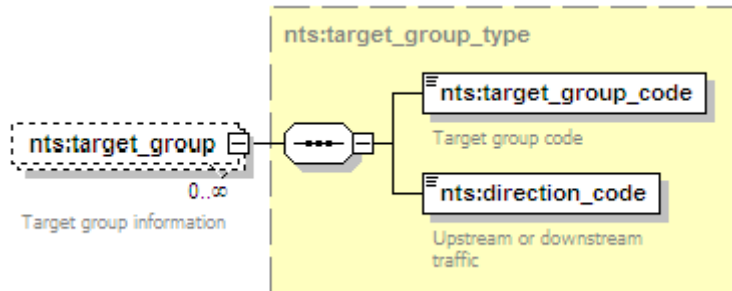 nts:target_group_type
nts:target_group_code
Target group code
nts:target_group
0..∞
Target group information
nts:direction_code
Upstream or downstream
traffic